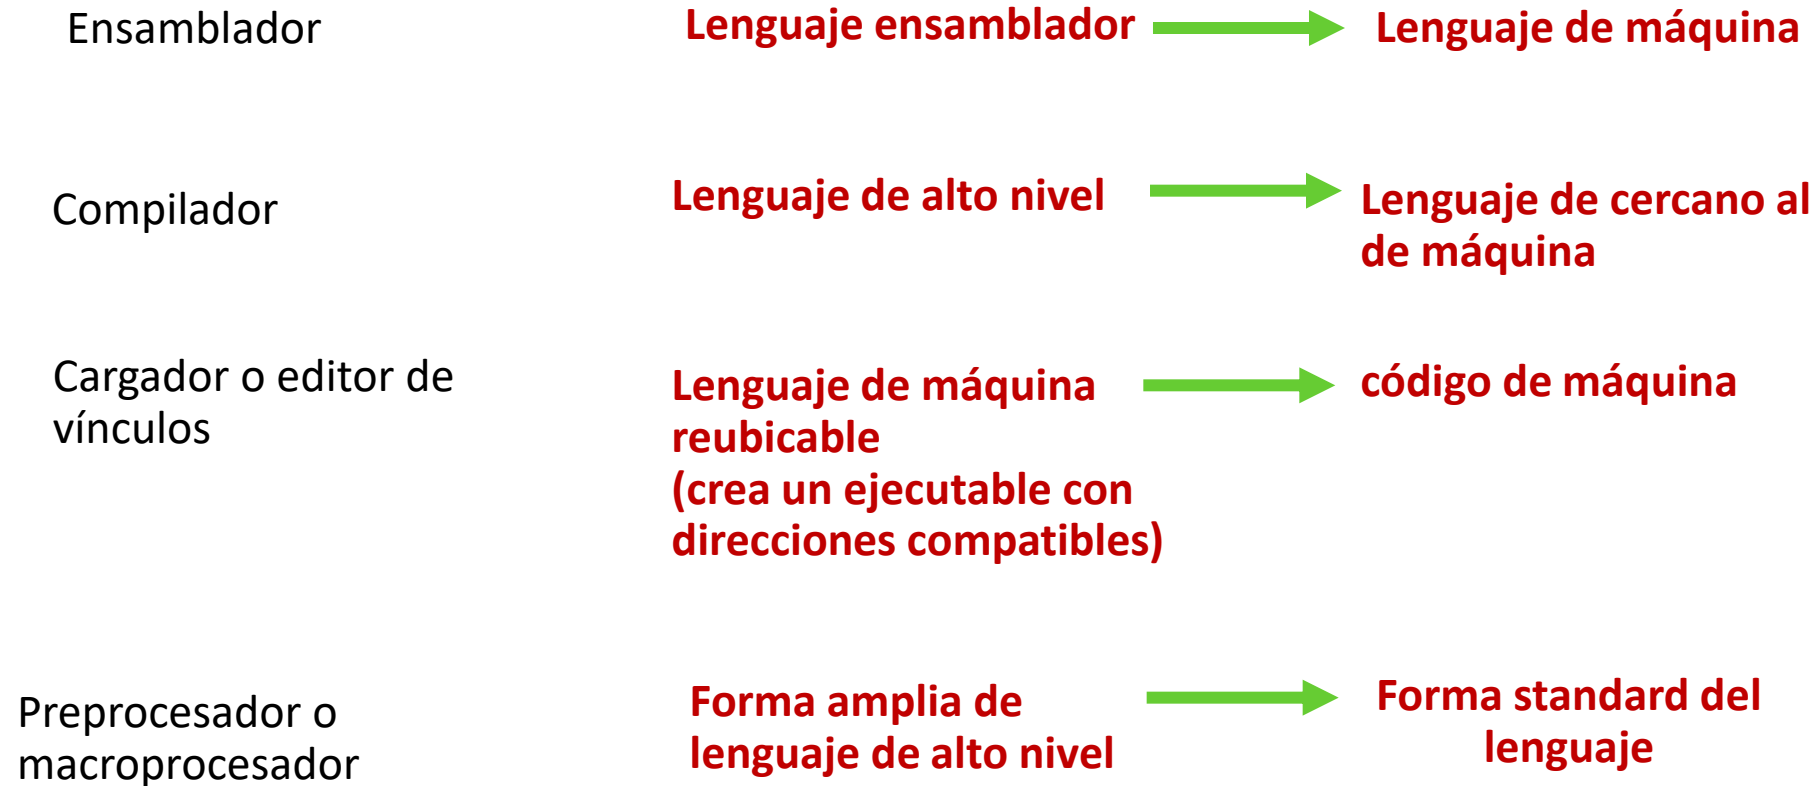 Ensamblador
Lenguaje ensamblador
Lenguaje de máquina
Compilador
Lenguaje de alto nivel
Lenguaje de cercano al
de máquina
Cargador o editor de
vínculos
Lenguaje de máquina
reubicable
(crea un ejecutable con
direcciones compatibles)
código de máquina
Preprocesador o
macroprocesador
Forma amplia de
lenguaje de alto nivel
Forma standard del
lenguaje